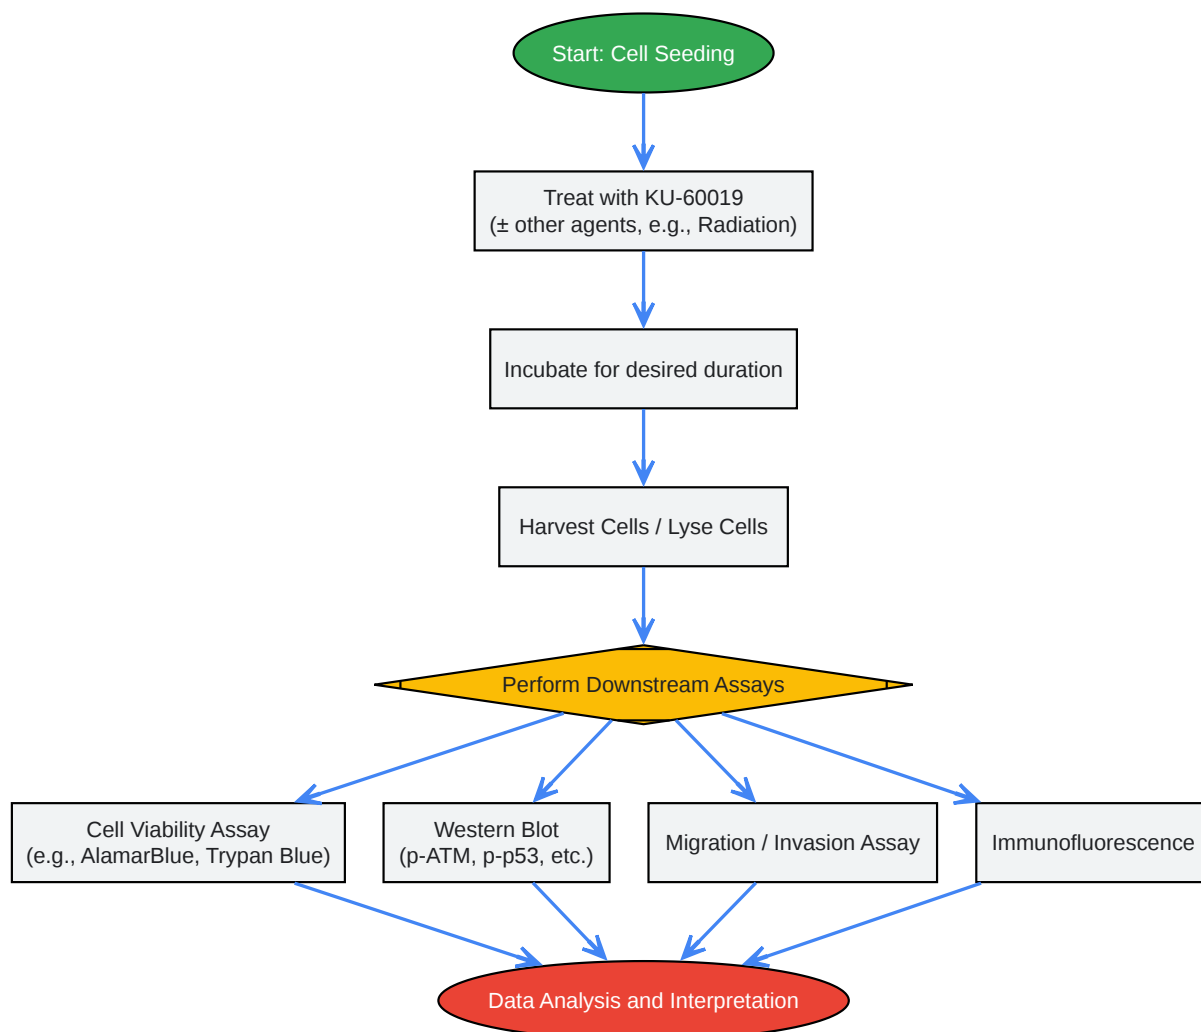 Start: Cell Seeding
Treat with KU-60019
(± other agents, e.g., Radiation)
Incubate for desired duration
Harvest Cells / Lyse Cells
Perform Downstream Assays
Cell Viability Assay
(e.g., AlamarBlue, Trypan Blue)
Western Blot
(p-ATM, p-p53, etc.)
Migration / Invasion Assay
Immunofluorescence
Data Analysis and Interpretation